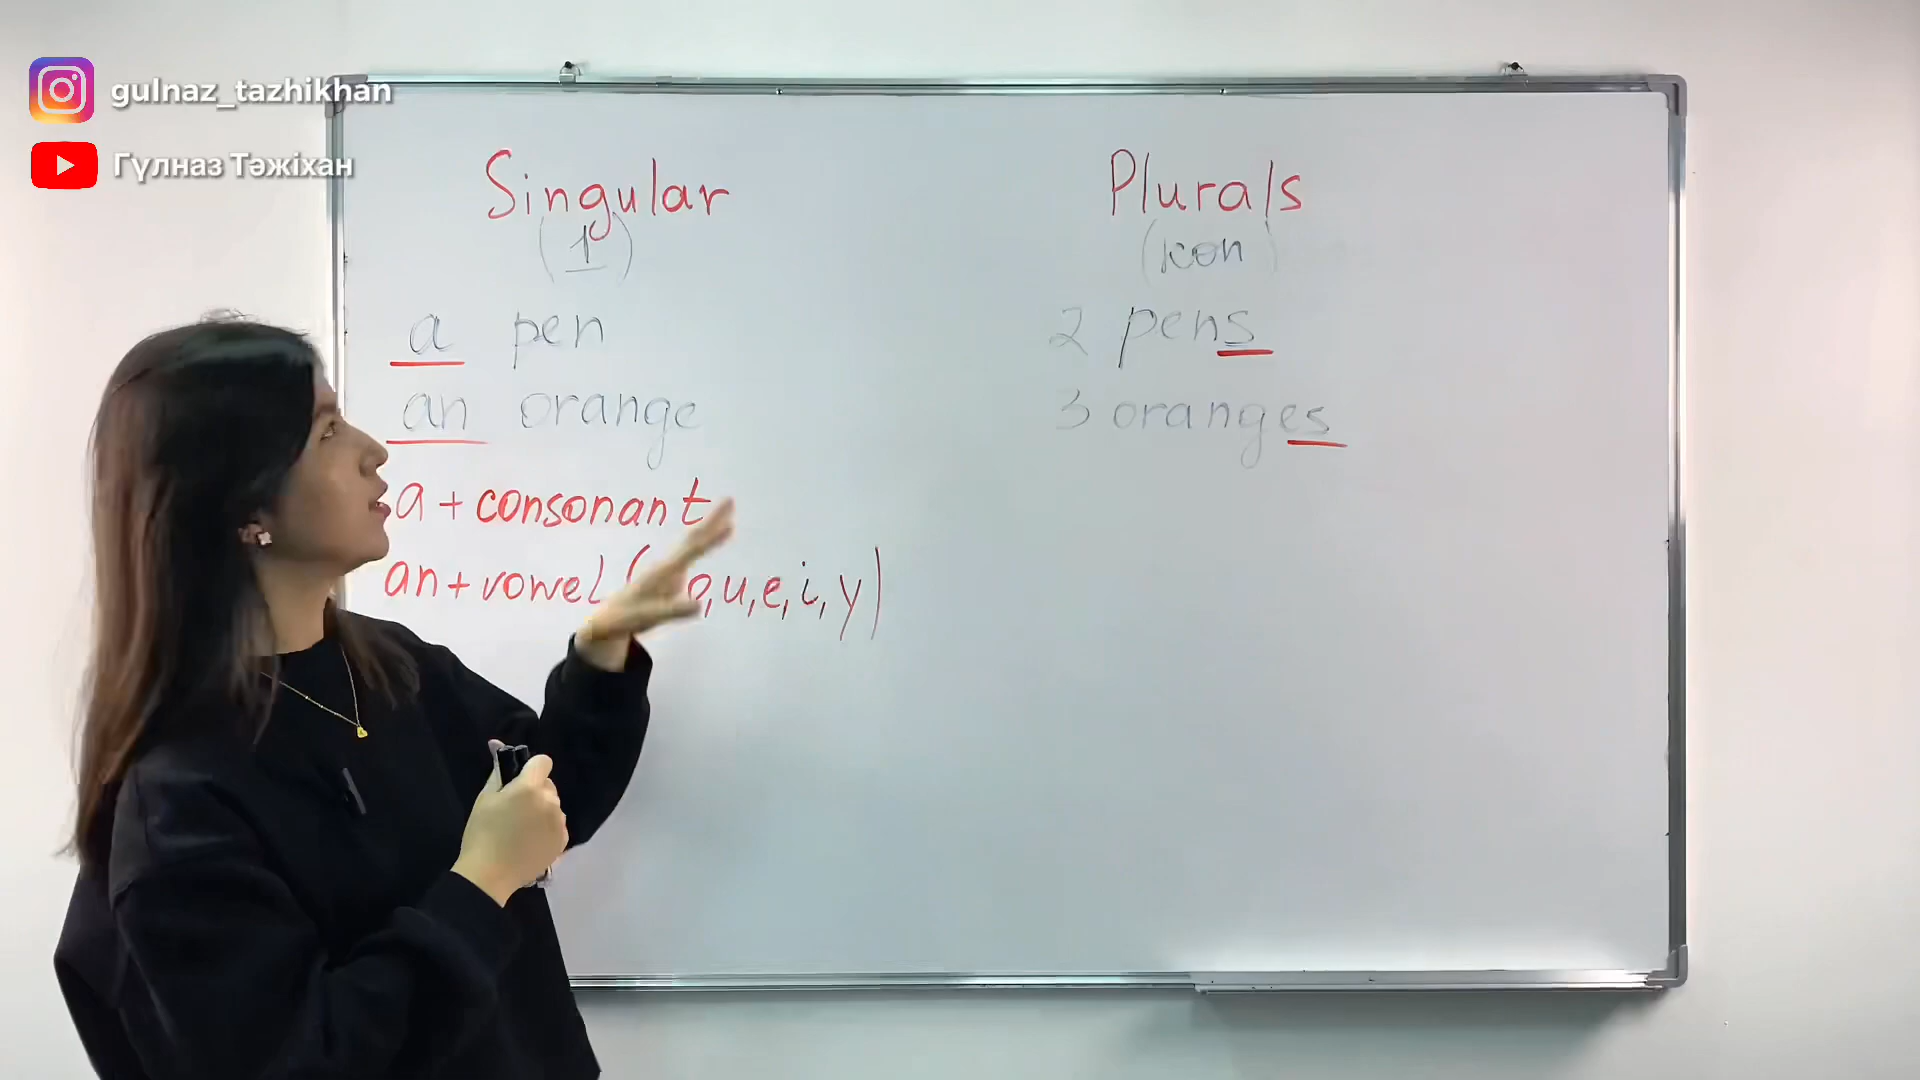 gulnaz_tazhikhan
Гүлназ Тәжіхан
Singular
(1)
a pen
an orange
a + consonant
an + vowel ( o, u, e, i, y)
Plurals
(көп)
2 pens
3 oranges